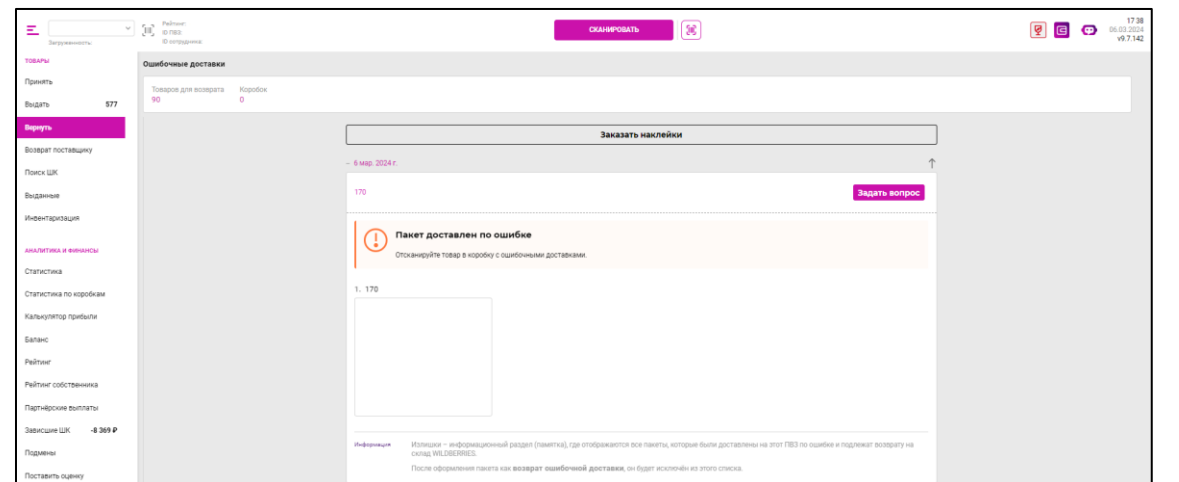 Загруженность:
Рейтинг:
ID ПВЗ:
ID сотрудника:
СКАНИРОВАТЬ
17 38
06.03.2024
v9.7.142
ТОВАРЫ
Принять
Выдать 577
Вернуть
Возврат поставщику
Поиск ШК
Выданные
Инвентаризация
АНАЛИТИКА И ФИНАНСЫ
Статистика
Статистика по коробкам
Калькулятор прибыли
Баланс
Рейтинг
Рейтинг собственника
Партнёрские выплаты
Зависшие ШК -8 369 ₽
Подмены
Поставить оценку
Ошибочные доставки
Товаров для возврата Коробок
90 0
Заказать наклейки
– 6 мар. 2024 г.
170 Задать вопрос
Пакет доставлен по ошибке
Отсканируйте товар в коробку с ошибочными доставками.
1. 170
Информация
Излишки – информационный раздел (памятка), где отображаются все пакеты, которые были доставлены на этот ПВЗ по ошибке и подлежат возврату на
склад WILDBERRIES.
После оформления пакета как возврат ошибочной доставки, он будет исключён из этого списка.